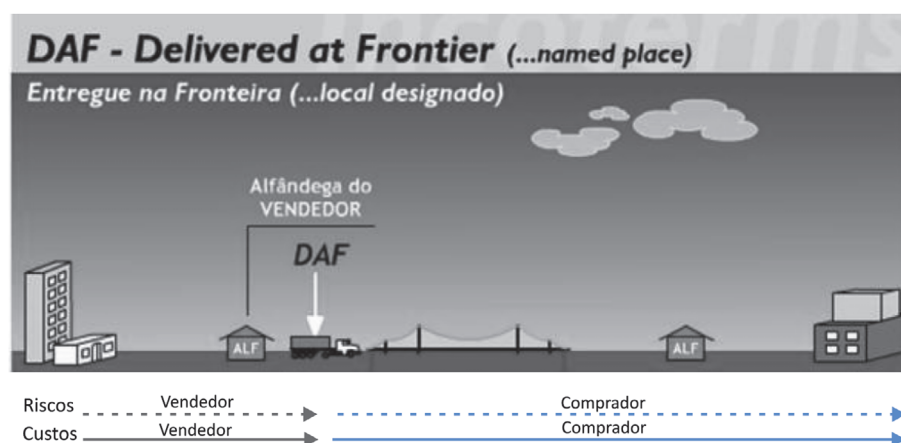 incoterms
DAF - Delivered at Frontier (...named place)
Entregue na Fronteira (...local designado)
Alfândega do
VENDEDOR
DAF
ALF
ALF
Riscos Vendedor Comprador
Custos Vendedor Comprador